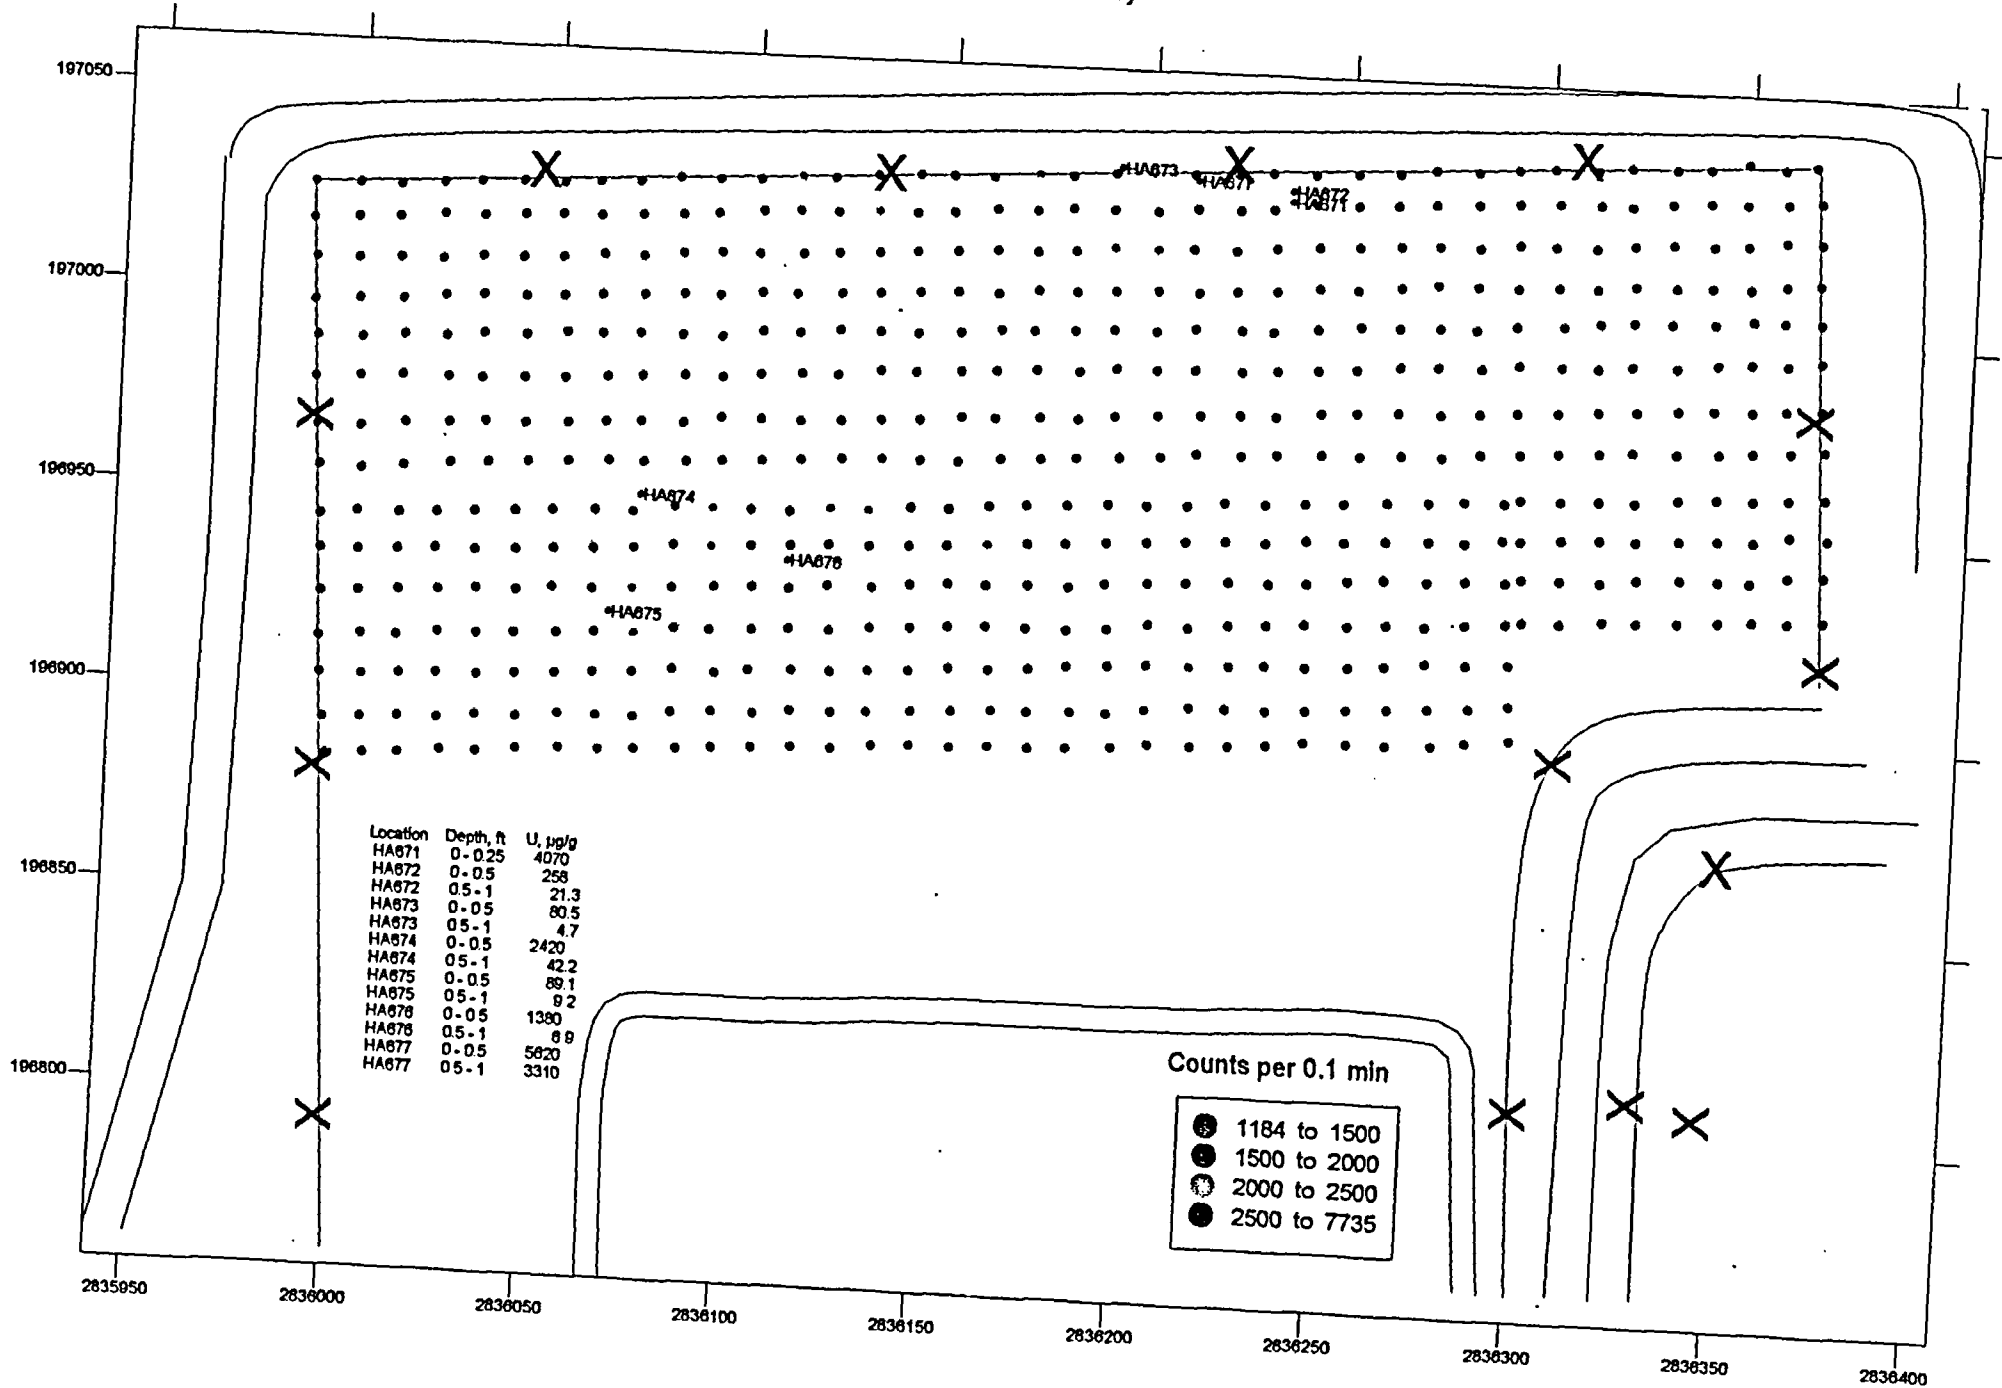 197050
197000
196950
196900
196850
196800
HA673
HA671
HA672
HA671
HA674
HA676
HA675
Location Depth, ft U, µg/g
HA671 0-0.25 4070
HA672 0-0.5 258
HA672 0.5-1 21.3
HA673 0-0.5 80.5
HA673 0.5-1 4.7
HA674 0-0.5 2420
HA674 0.5-1 42.2
HA675 0-0.5 89.1
HA675 0.5-1 9.2
HA676 0-0.5 1380
HA676 0.5-1 6.9
HA677 0-0.5 5620
HA677 0.5-1 3310
Counts per 0.1 min
1184 to 1500
1500 to 2000
2000 to 2500
2500 to 7735
2835950
2836000
2836050
2836100
2836150
2836200
2836250
2836300
2836350
2836400